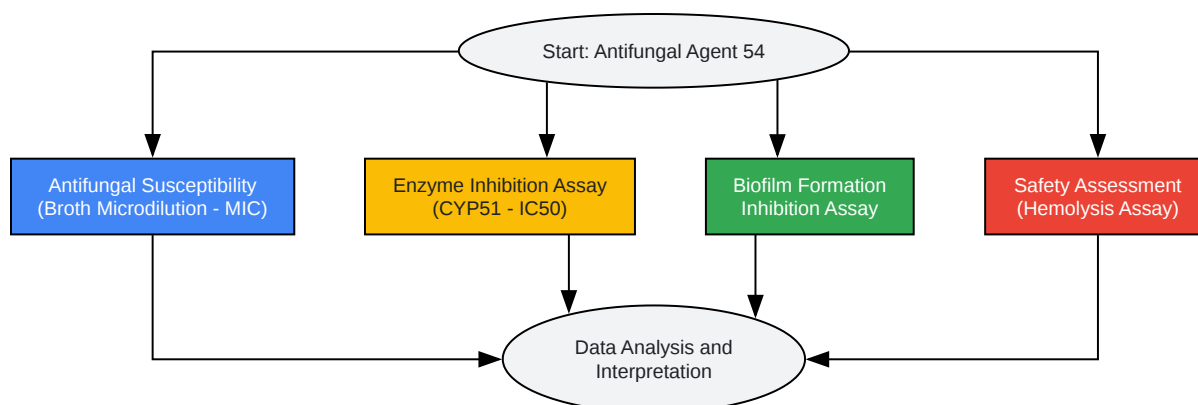 Start: Antifungal Agent 54
Antifungal Susceptibility
(Broth Microdilution - MIC)
Enzyme Inhibition Assay
(CYP51 - IC50)
Biofilm Formation
Inhibition Assay
Safety Assessment
(Hemolysis Assay)
Data Analysis and
Interpretation